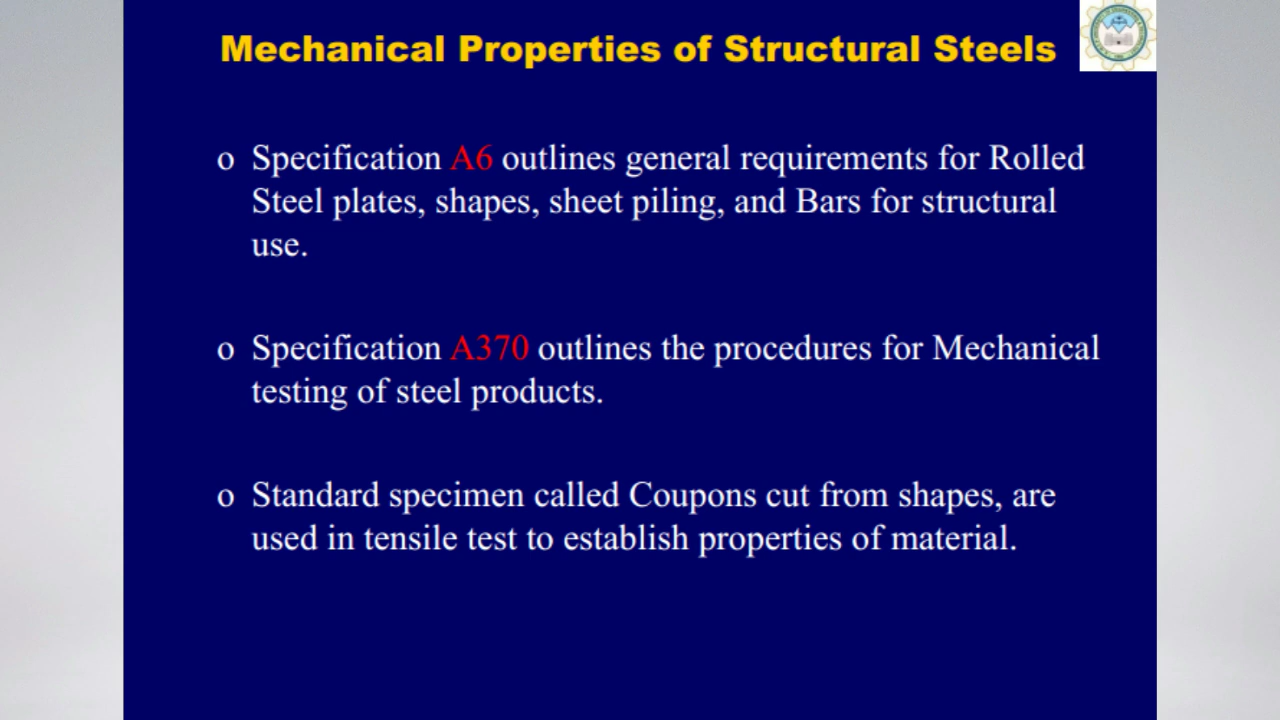 Mechanical Properties of Structural Steels
o Specification A6 outlines general requirements for Rolled
Steel plates, shapes, sheet piling, and Bars for structural
use.
o Specification A370 outlines the procedures for Mechanical
testing of steel products.
o Standard specimen called Coupons cut from shapes, are
used in tensile test to establish properties of material.